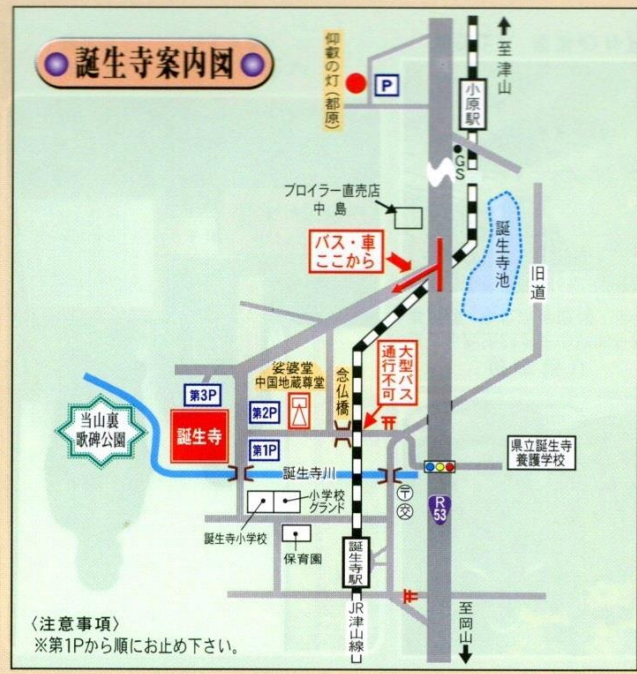 誕生寺案内図
仰叡の灯(都原)
P
至津山
小原駅
GS
ブロイラー直売店
中島
バス・車
ここから
誕生寺池
旧道
娑婆堂
中国地蔵尊堂
念仏橋
大型バス
通行不可
第3P
第2P
第1P
誕生寺
当山裏
歌碑公園
誕生寺川
県立誕生寺
養護学校
小学校
グランド
誕生寺小学校
保育園
〒
交
R
53
誕生寺駅
JR津山線
至岡山
〈注意事項〉
※第1Pから順にお止め下さい。